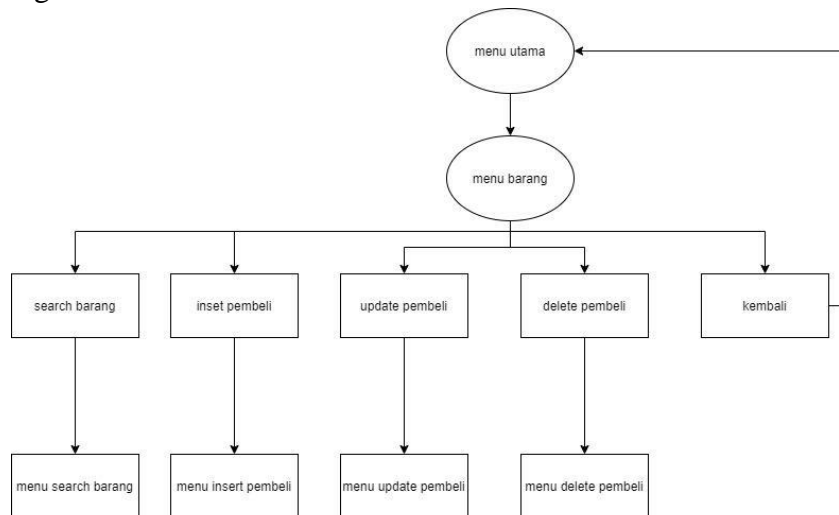 menu utama
menu barang
search barang
inset pembeli
update pembeli
delete pembeli
kembali
menu search barang
menu insert pembeli
menu update pembeli
menu delete pembeli